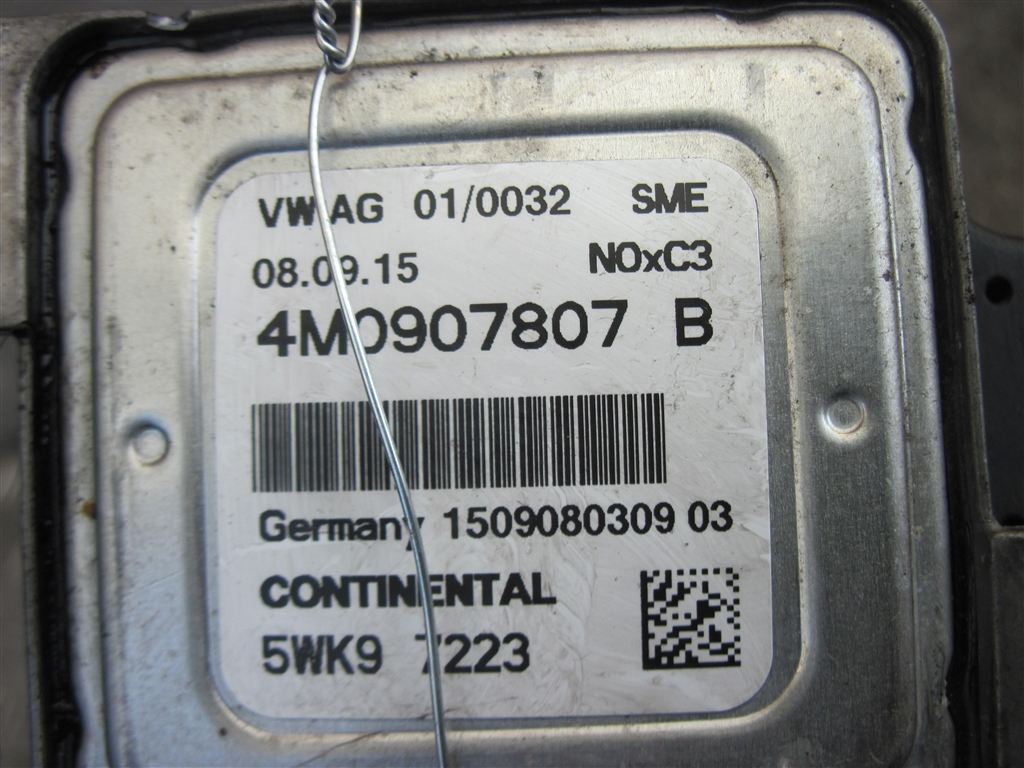 VW AG 01/0032 SME
08.09.15 NOxC3
4M0907807 B
Germany 1509080309 03
CONTINENTAL
5WK9 7223